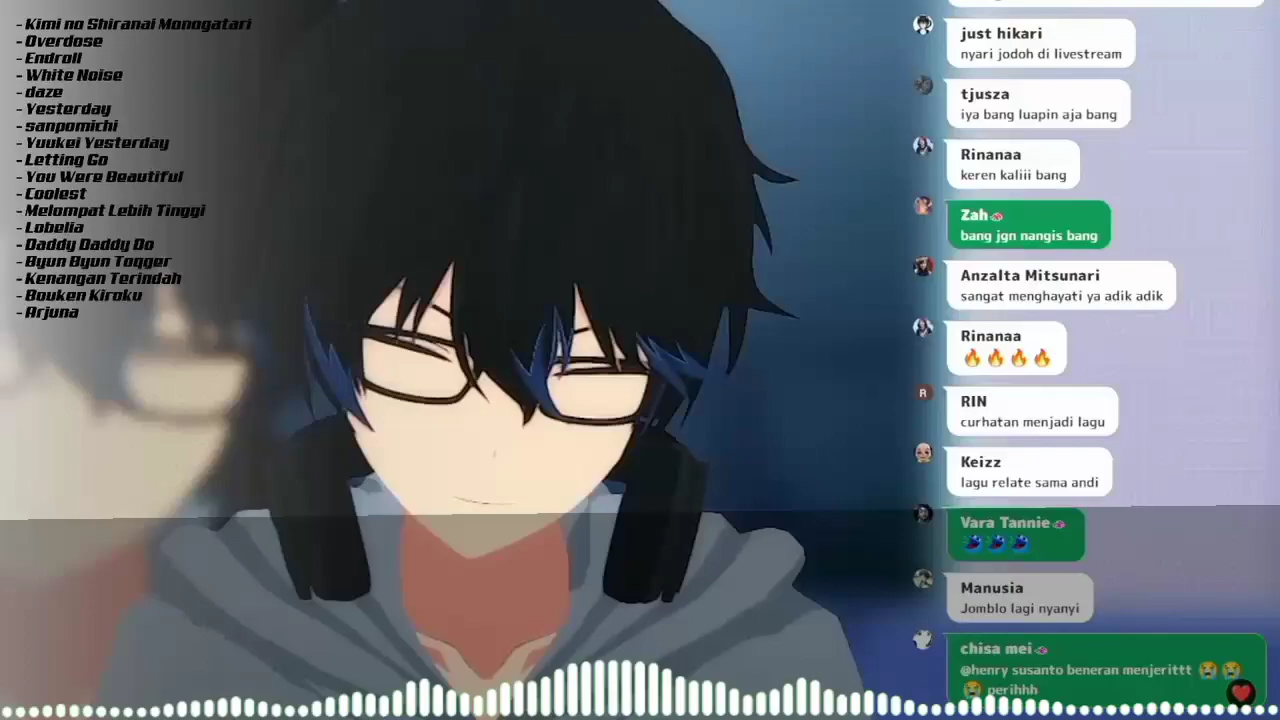 - Kimi no Shiranai Monogatari
- Overdose
- Endroll
- White Noise
- daze
- Yesterday
- sanpomichi
- Yuukei Yesterday
- Letting Go
- You Were Beautiful
- Coolest
- Melompat Lebih Tinggi
- Lobelia
- Daddy Daddy Do
- Byun Byun Toqger
- Kenangan Terindah
- Bouken Kiroku
- Arjuna
just hikari
nyari jodoh di livestream
tjusza
iya bang luapin aja bang
Rinanaa
keren kaliii bang
Zah
bang jgn nangis bang
Anzalta Mitsunari
sangat menghayati ya adik adik
Rinanaa
🔥🔥🔥🔥
R
RIN
curhatan menjadi lagu
Keizz
lagu relate sama andi
Vara Tannie
Manusia
Jomblo lagi nyanyi
chisa mei
@henry susanto beneran menjerittt 😭😭
😭 perihhh